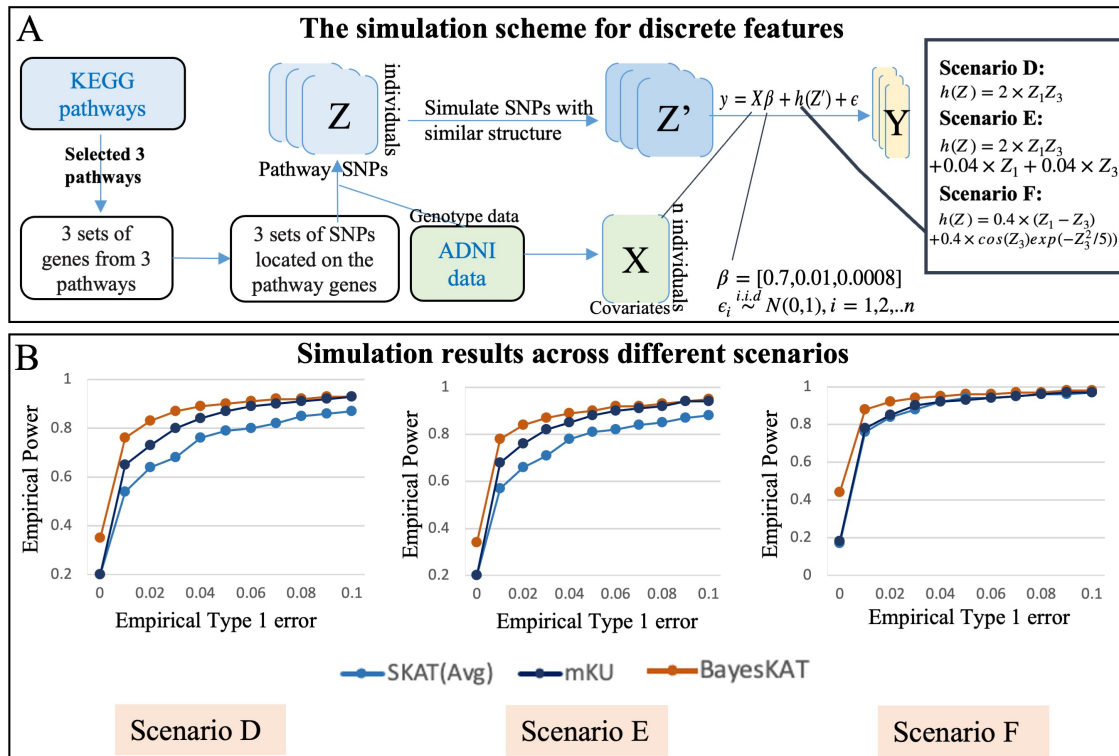 A
The simulation scheme for discrete features
KEGG
pathways
Selected 3
pathways
3 sets of
genes from 3
pathways
3 sets of SNPs
located on the
pathway genes
Z
individuals
Pathway SNPs
Genotype data
ADNI
data
Simulate SNPs with
similar structure
Z'
X
n individuals
Covariates
y = Xβ + h(Z') + ϵ
β = [0.7,0.01,0.0008]
ϵᵢ i.i.d ~ N(0,1), i = 1,2,..n
Y
Scenario D:
h(Z) = 2 × Z₁Z₃
Scenario E:
h(Z) = 2 × Z₁Z₃
+0.04 × Z₁ + 0.04 × Z₃
Scenario F:
h(Z) = 0.4 × (Z₁ − Z₃)
+0.4 × cos(Z₃)exp(−Z₃²/5))
B
Simulation results across different scenarios
Empirical Power
1
0.8
0.6
0.4
0.2
0 0.02 0.04 0.06 0.08 0.1
Empirical Type 1 error
Empirical Power
1
0.8
0.6
0.4
0.2
0 0.02 0.04 0.06 0.08 0.1
Empirical Type 1 error
Empirical Power
1
0.8
0.6
0.4
0.2
0
0 0.02 0.04 0.06 0.08 0.1
Empirical Type 1 error
SKAT(Avg) mKU BayesKAT
Scenario D
Scenario E
Scenario F